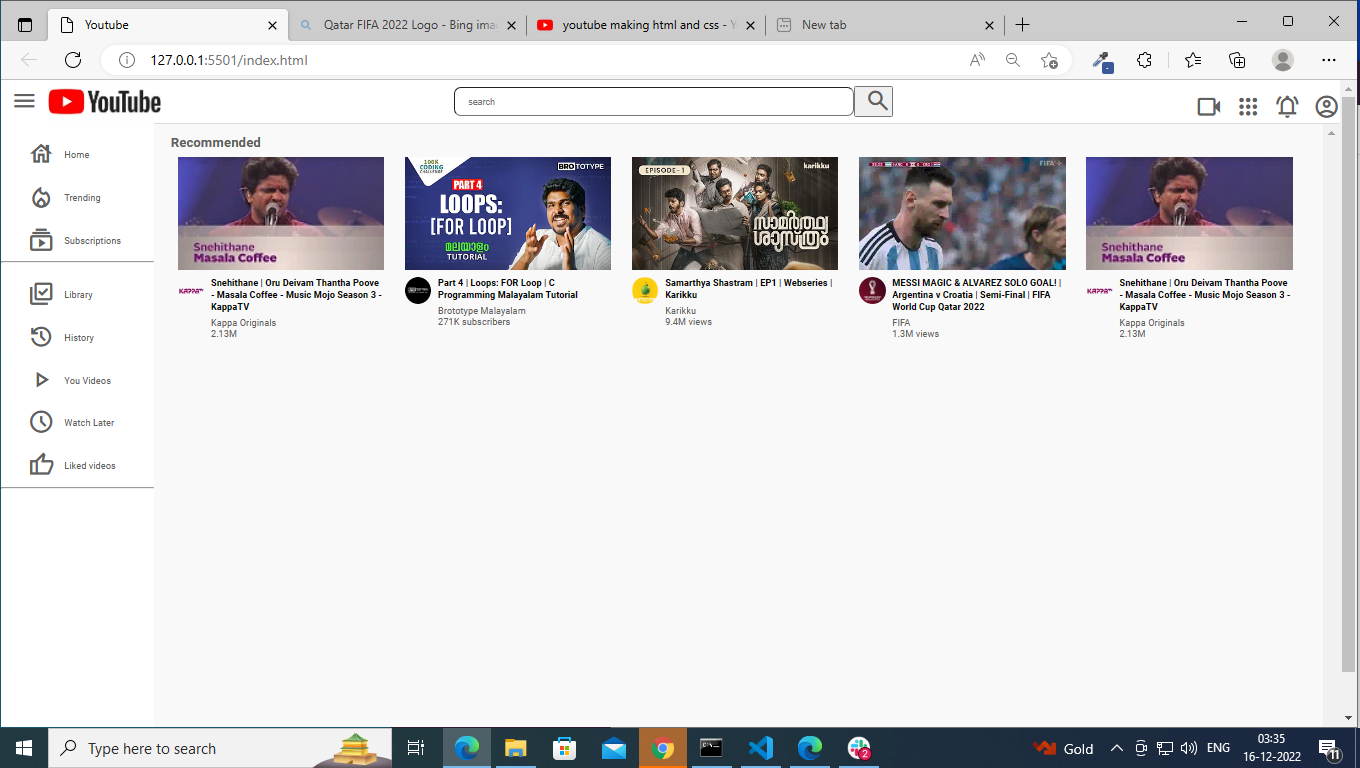 Youtube
Qatar FIFA 2022 Logo - Bing ima
youtube making html and css - Y
New tab
127.0.0.1:5501/index.html
YouTube
search
Recommended
Home
Trending
Subscriptions
Library
History
You Videos
Watch Later
Liked videos
Snehithane
Masala Coffee
KAPPA
Snehithane | Oru Deivam Thantha Poove
- Masala Coffee - Music Mojo Season 3 -
KappaTV
Kappa Originals
2.13M
100K
CODING
CHALLENGE
BROTOTYPE
PART 4
LOOPS:
[FOR LOOP]
മലയാളം
TUTORIAL
Part 4 | Loops: FOR Loop | C
Programming Malayalam Tutorial
Brototype Malayalam
271K subscribers
EPISODE-1
karikku
സാമർത്ഥ്യ
ശാസ്ത്രം
Samarthya Shastram | EP1 | Webseries |
Karikku
Karikku
9.4M views
FIFA+
MESSI MAGIC & ALVAREZ SOLO GOAL! |
Argentina v Croatia | Semi-Final | FIFA
World Cup Qatar 2022
FIFA
1.3M views
Snehithane
Masala Coffee
KAPPA
Snehithane | Oru Deivam Thantha Poove
- Masala Coffee - Music Mojo Season 3 -
KappaTV
Kappa Originals
2.13M
Type here to search
2
Gold
ENG
03:35
16-12-2022
11